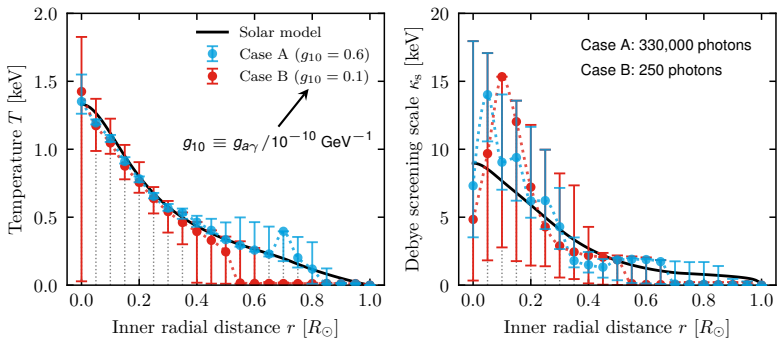 Temperature T [keV]
2.0
1.5
1.0
0.5
0.0
Solar model
Case A (g₁₀ = 0.6)
Case B (g₁₀ = 0.1)
g₁₀ ≡ g_{aγ}/10⁻¹⁰ GeV⁻¹
0.0 0.2 0.4 0.6 0.8 1.0
Inner radial distance r [R⊙]
Debye screening scale κₛ [keV]
20
15
10
5
0
Case A: 330,000 photons
Case B: 250 photons
0.0 0.2 0.4 0.6 0.8 1.0
Inner radial distance r [R⊙]